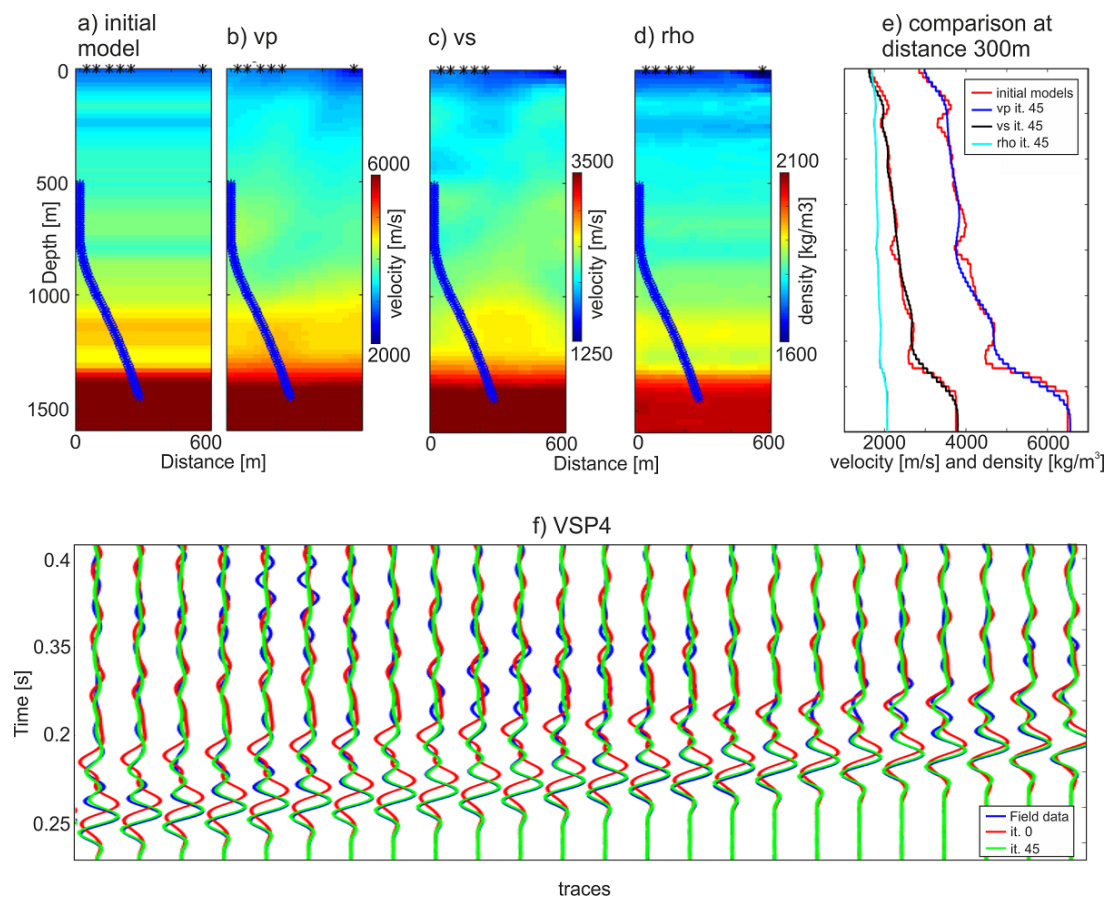 a) initial
model
b) vp
c) vs
d) rho
e) comparison at
distance 300m
0
500
1000
1500
Depth [m]
6000
velocity [m/s]
2000
3500
velocity [m/s]
1250
2100
density [kg/m3]
1600
initial models
vp it. 45
vs it. 45
rho it. 45
0 600 0 600 0 600
Distance [m]
Distance [m]
2000 4000 6000
velocity [m/s] and density [kg/m³]
f) VSP4
0.4
0.35
0.2
0.25
Time [s]
Field data
it. 0
it. 45
traces